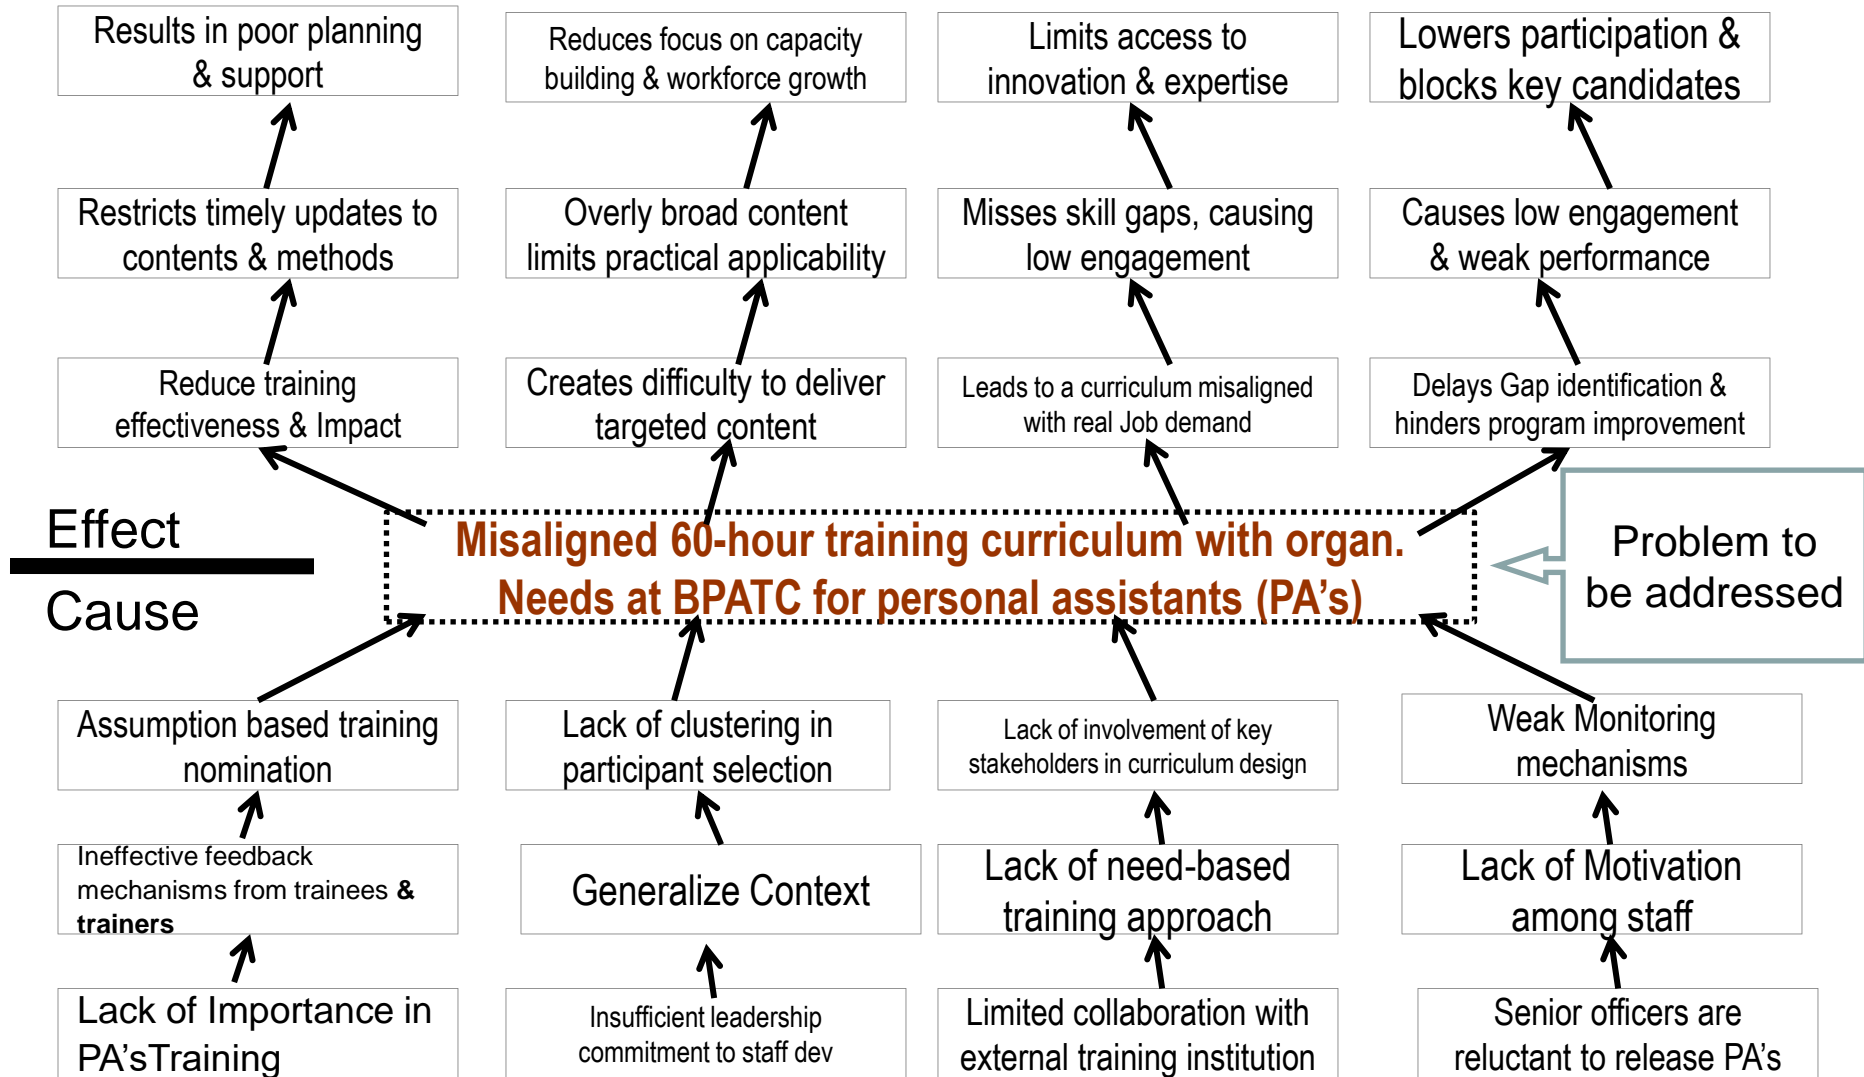 Results in poor planning
& support
Reduces focus on capacity
building & workforce growth
Limits access to
innovation & expertise
Lowers participation &
blocks key candidates
Restricts timely updates to
contents & methods
Overly broad content
limits practical applicability
Misses skill gaps, causing
low engagement
Causes low engagement
& weak performance
Reduce training
effectiveness & Impact
Creates difficulty to deliver
targeted content
Leads to a curriculum misaligned
with real Job demand
Delays Gap identification &
hinders program improvement
Effect
Cause
Misaligned 60-hour training curriculum with organ.
Needs at BPATC for personal assistants (PA's)
Problem to
be addressed
Assumption based training
nomination
Lack of clustering in
participant selection
Lack of involvement of key
stakeholders in curriculum design
Weak Monitoring
mechanisms
Ineffective feedback
mechanisms from trainees &
trainers
Generalize Context
Lack of need-based
training approach
Lack of Motivation
among staff
Lack of Importance in
PA'sTraining
Insufficient leadership
commitment to staff dev
Limited collaboration with
external training institution
Senior officers are
reluctant to release PA's